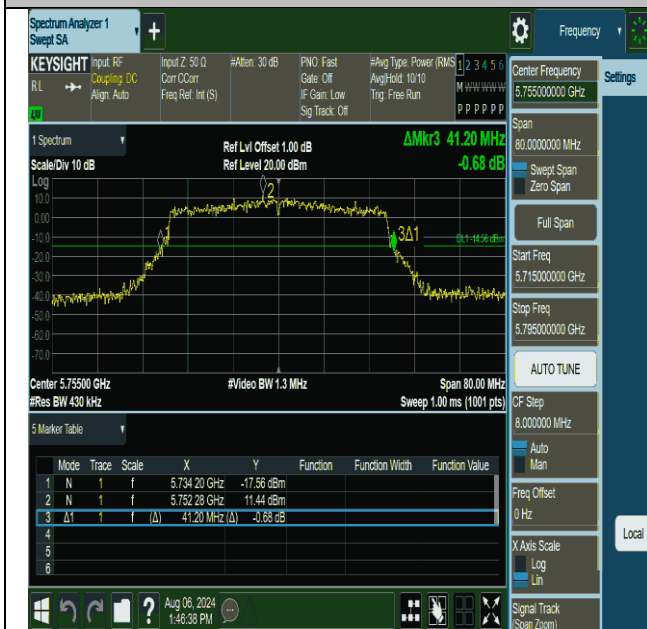 Spectrum Analyzer 1
Swept SA
+
Frequency
KEYSIGHT
RL
LXI
Input: RF
Coupling: DC
Align: Auto
Input Z: 50 Ω
Corr CCorr
Freq Ref: Int (S)
#Atten: 30 dB
PNO: Fast
Gate: Off
IF Gain: Low
Sig Track: Off
#Avg Type: Power (RMS
Avg|Hold: 10/10
Trig: Free Run
1 2 3 4 5 6
M W W W W W
P P P P P P
Center Frequency
5.755000000 GHz
Settings
Span
80.0000000 MHz
Swept Span
Zero Span
Full Span
Start Freq
5.715000000 GHz
Stop Freq
5.795000000 GHz
AUTO TUNE
CF Step
8.000000 MHz
Auto
Man
Freq Offset
0 Hz
X Axis Scale
Log
Lin
Signal Track
(Span Zoom)
Local
1 Spectrum
Scale/Div 10 dB
Log
Ref Lvl Offset 1.00 dB
Ref Level 20.00 dBm
ΔMkr3 41.20 MHz
-0.68 dB
10.0
0.00
-10.0
-20.0
-30.0
-40.0
-50.0
-60.0
-70.0
1
2
3Δ1
DL1 -14.56 dBm
Center 5.75500 GHz
#Res BW 430 kHz
#Video BW 1.3 MHz
Span 80.00 MHz
Sweep 1.00 ms (1001 pts)
5 Marker Table
Mode Trace Scale X Y Function Function Width Function Value
1 N 1 f 5.734 20 GHz -17.56 dBm
2 N 1 f 5.752 28 GHz 11.44 dBm
3 Δ1 1 f (Δ) 41.20 MHz (Δ) -0.68 dB
4
5
6
?
Aug 06, 2024
1:46:38 PM